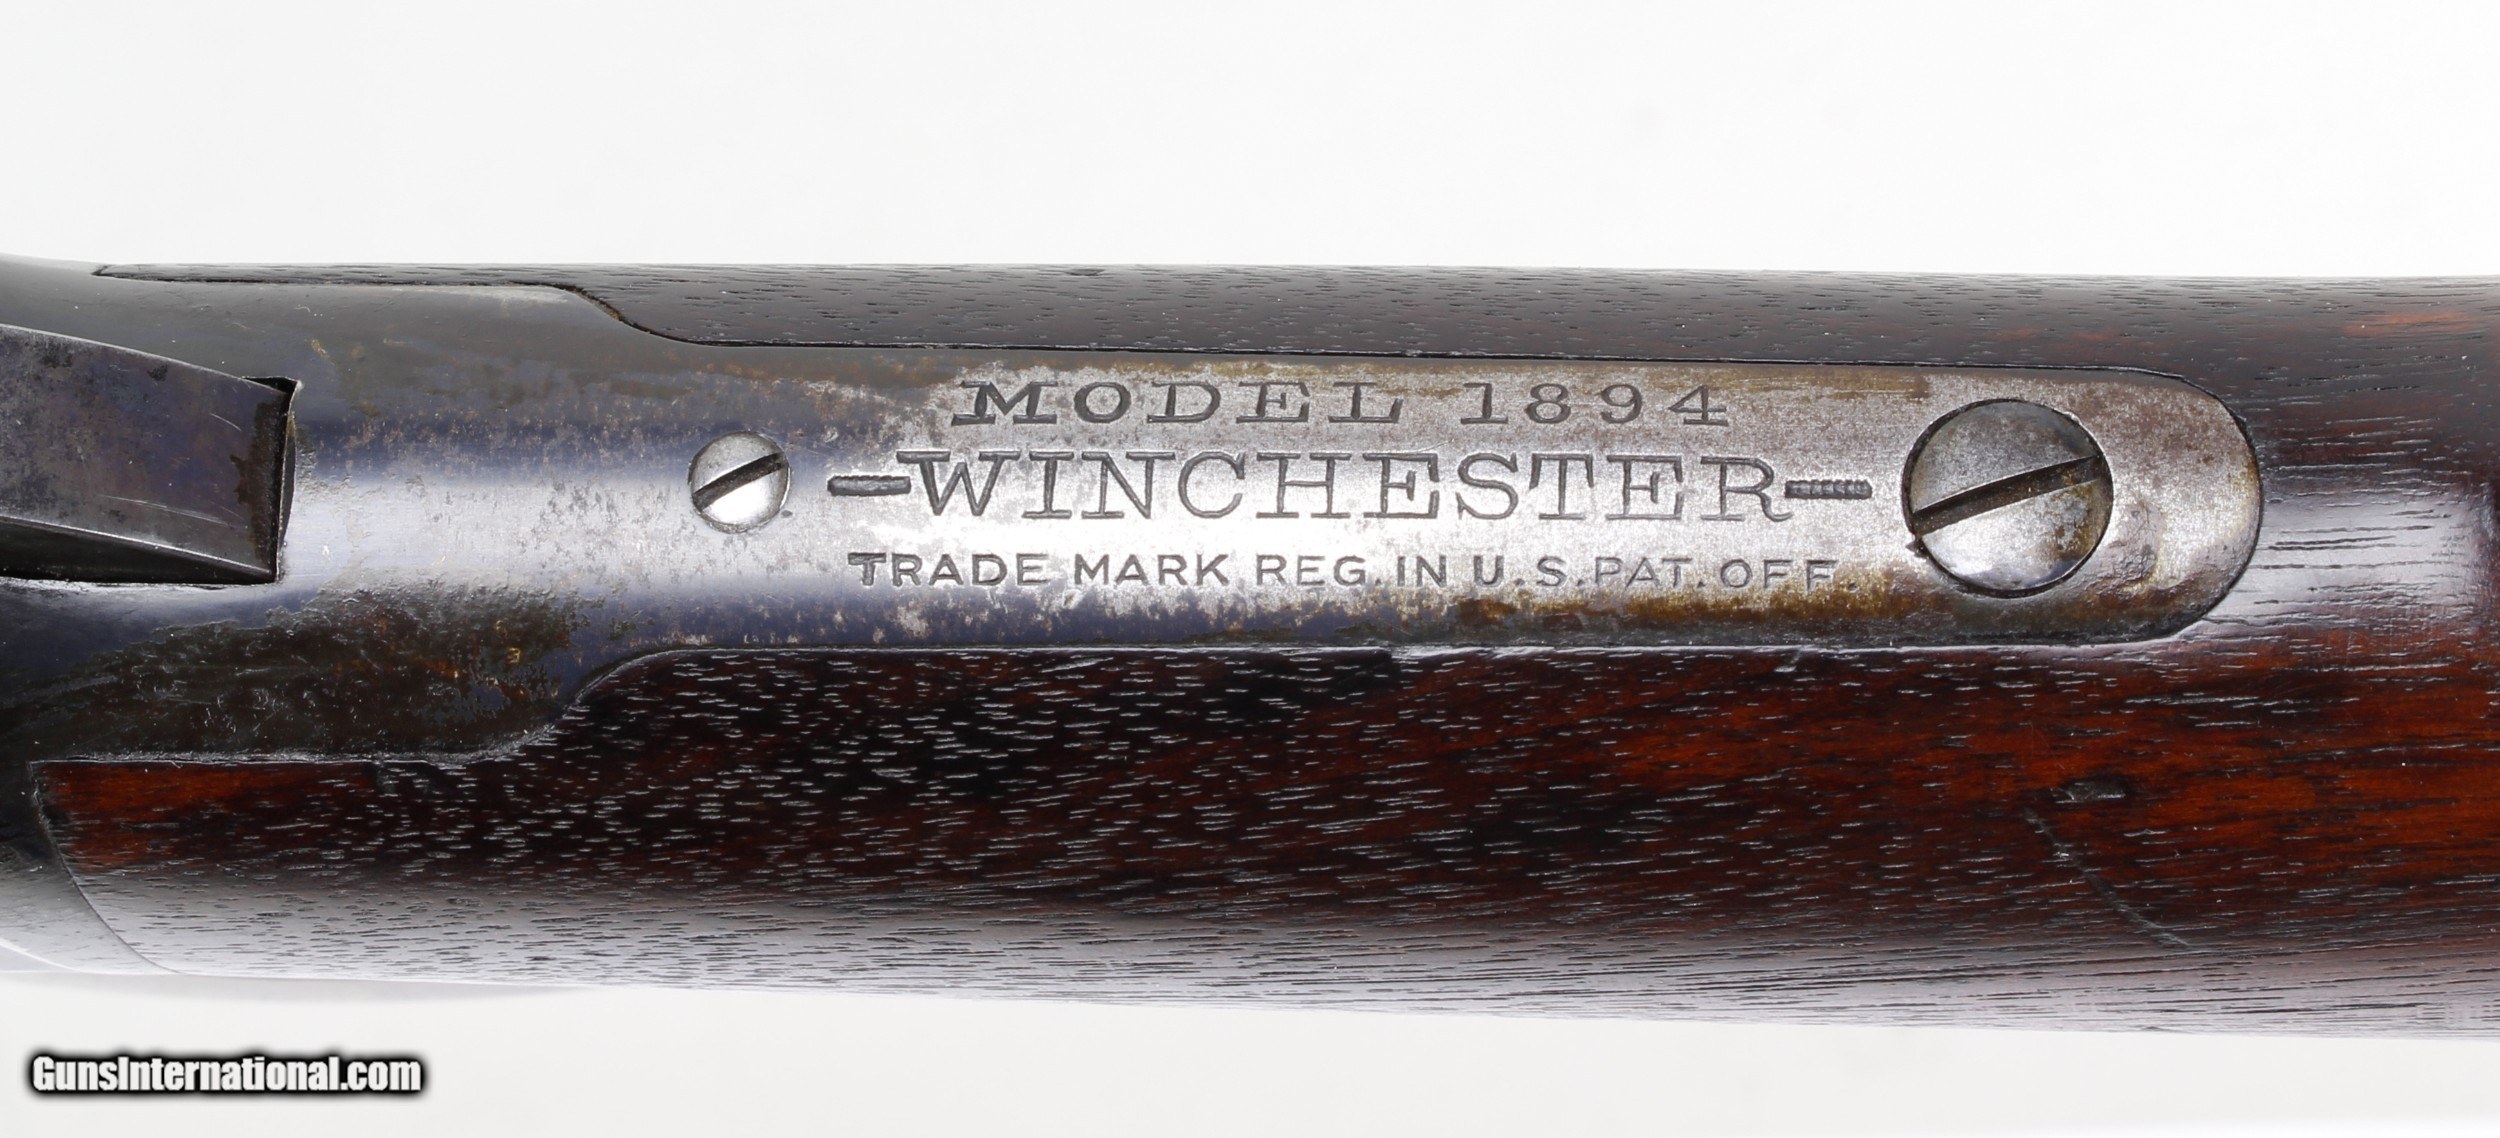 MODEL 1894
-WINCHESTER-
TRADE MARK REG. IN U.S. PAT. OFF.
GunsInternational.com